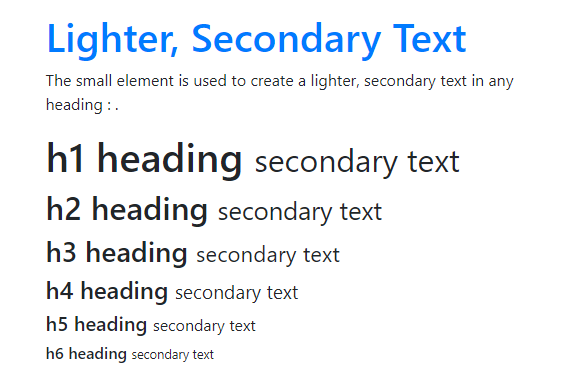 Lighter, Secondary Text
The small element is used to create a lighter, secondary text in any
heading : .
h1 heading secondary text
h2 heading secondary text
h3 heading secondary text
h4 heading secondary text
h5 heading secondary text
h6 heading secondary text